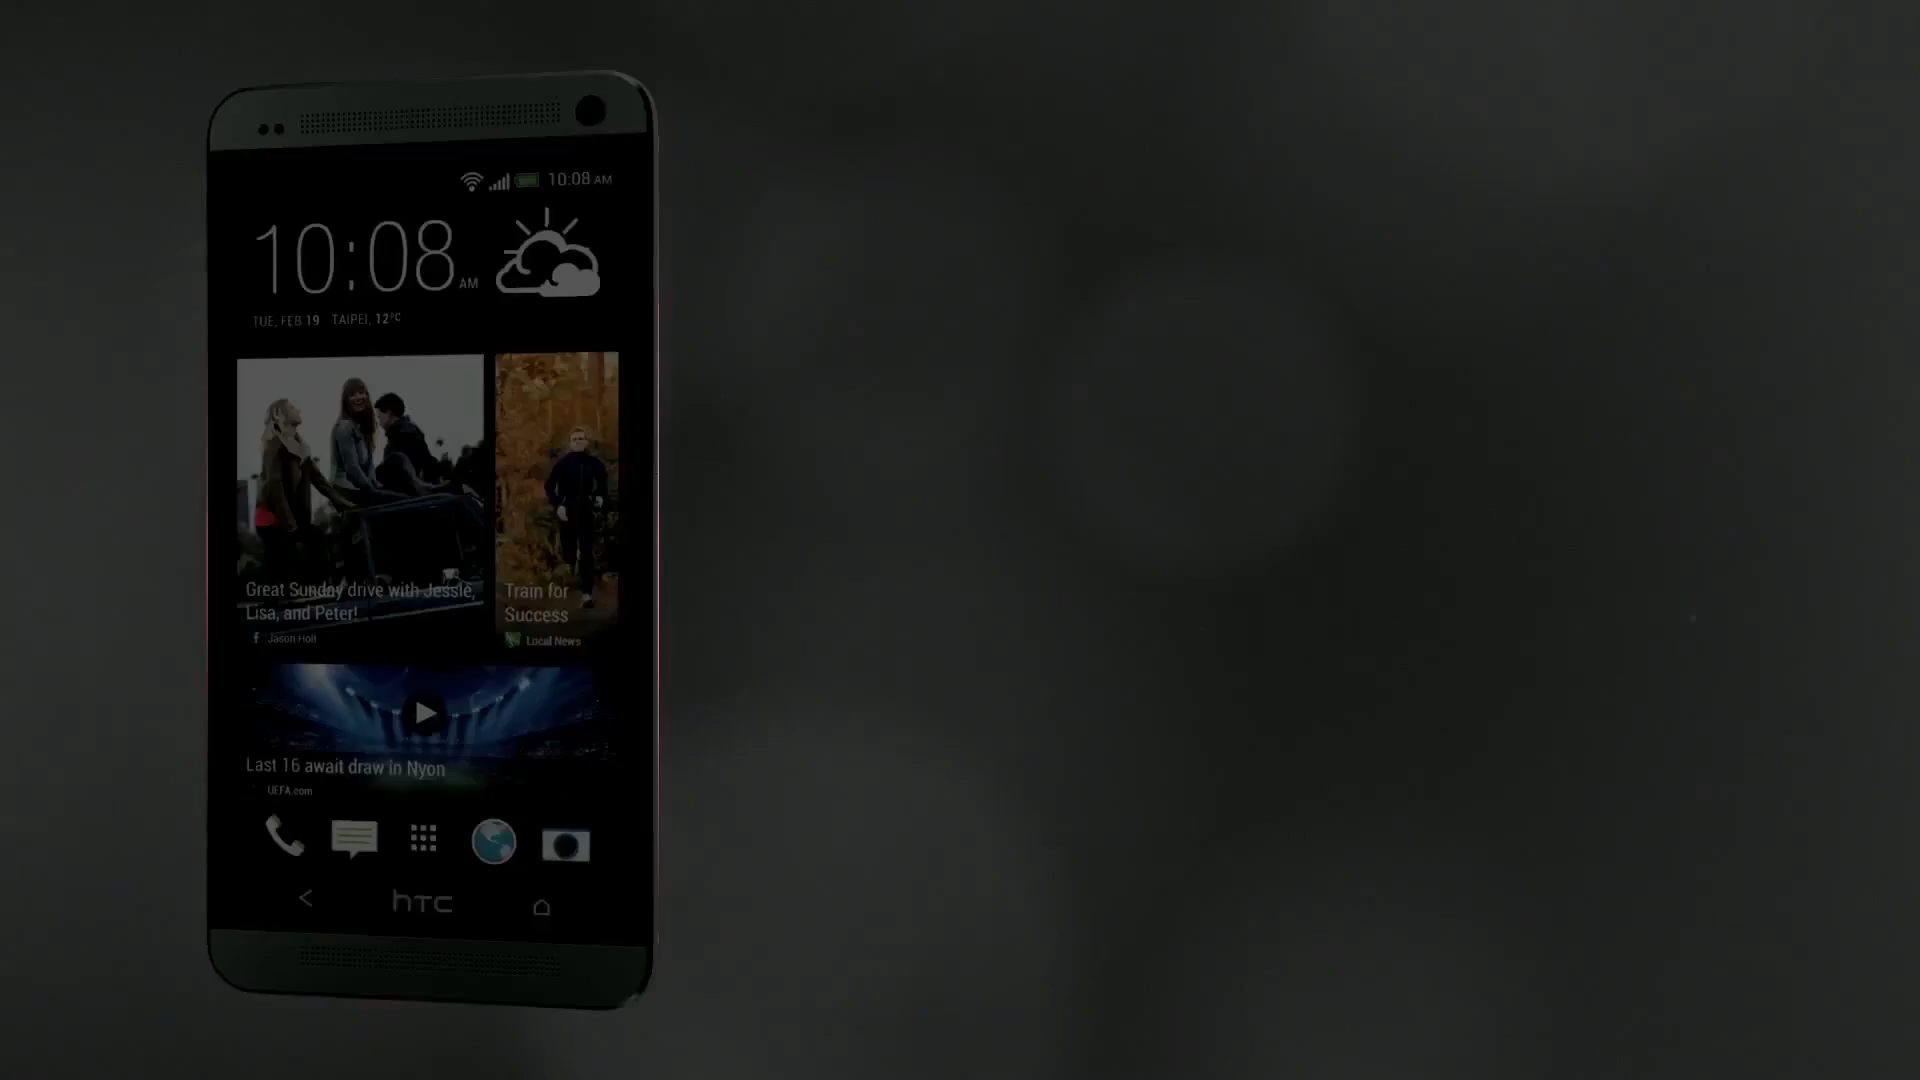 10:08 AM
10:08 AM
TUE, FEB 19 TAIPEI, 12°C
Great Sunday drive with Jessie,
Lisa, and Peter!
f Jason Holl
Train for
Success
Local News
Last 16 await draw in Nyon
UEFA.com
hTC